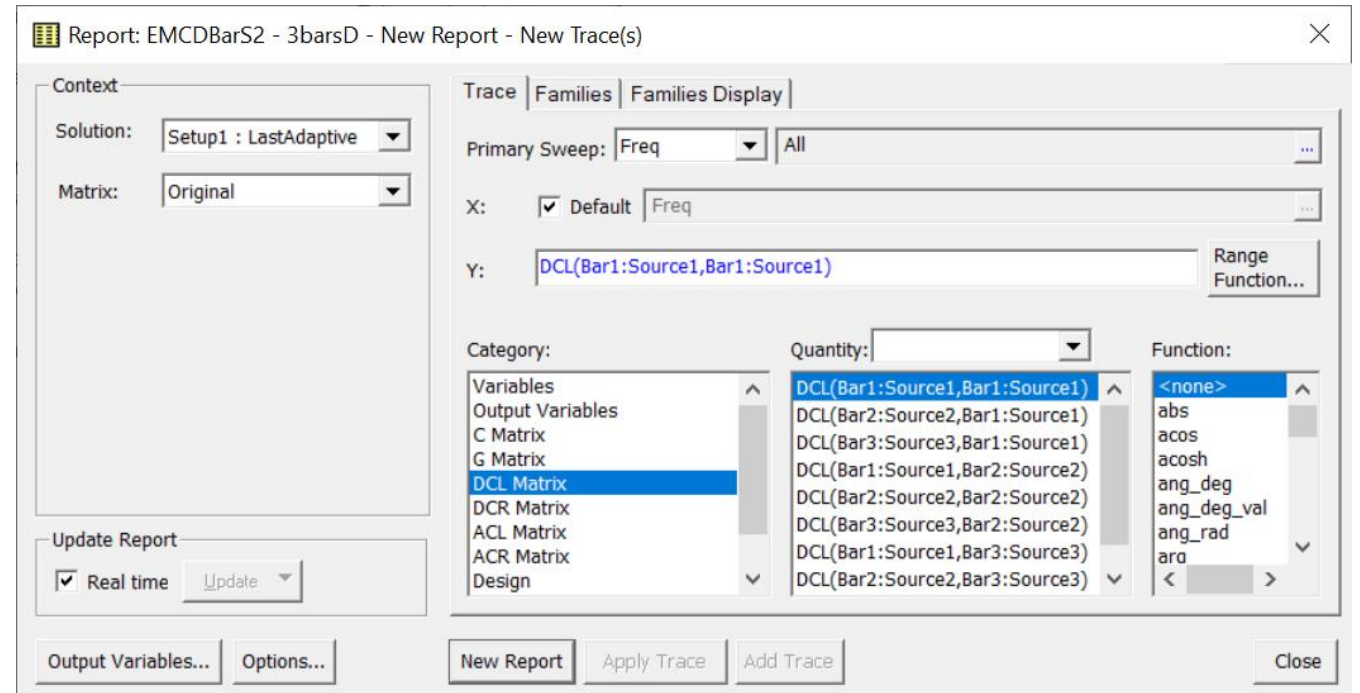 Report: EMCDBarS2 - 3barsD - New Report - New Trace(s)
Context
Solution: Setup1 : LastAdaptive
Matrix: Original
Update Report
Real time Update
Output Variables... Options...
Trace Families Families Display
Primary Sweep: Freq All ...
X: Default Freq ...
Y: DCL(Bar1:Source1,Bar1:Source1)
Range
Function...
Category:
Variables
Output Variables
C Matrix
G Matrix
DCL Matrix
DCR Matrix
ACL Matrix
ACR Matrix
Design
Quantity:
DCL(Bar1:Source1,Bar1:Source1)
DCL(Bar2:Source2,Bar1:Source1)
DCL(Bar3:Source3,Bar1:Source1)
DCL(Bar1:Source1,Bar2:Source2)
DCL(Bar2:Source2,Bar2:Source2)
DCL(Bar3:Source3,Bar2:Source2)
DCL(Bar1:Source1,Bar3:Source3)
DCL(Bar2:Source2,Bar3:Source3)
Function:
<none>
abs
acos
acosh
ang_deg
ang_deg_val
ang_rad
arg
New Report Apply Trace Add Trace Close